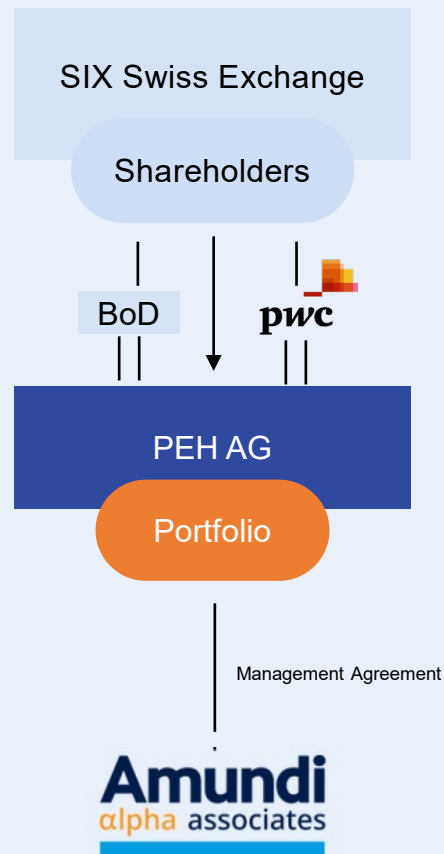 SIX Swiss Exchange
Shareholders
BoD
pwc
PEH AG
Portfolio
Management Agreement
Amundi
alpha associates